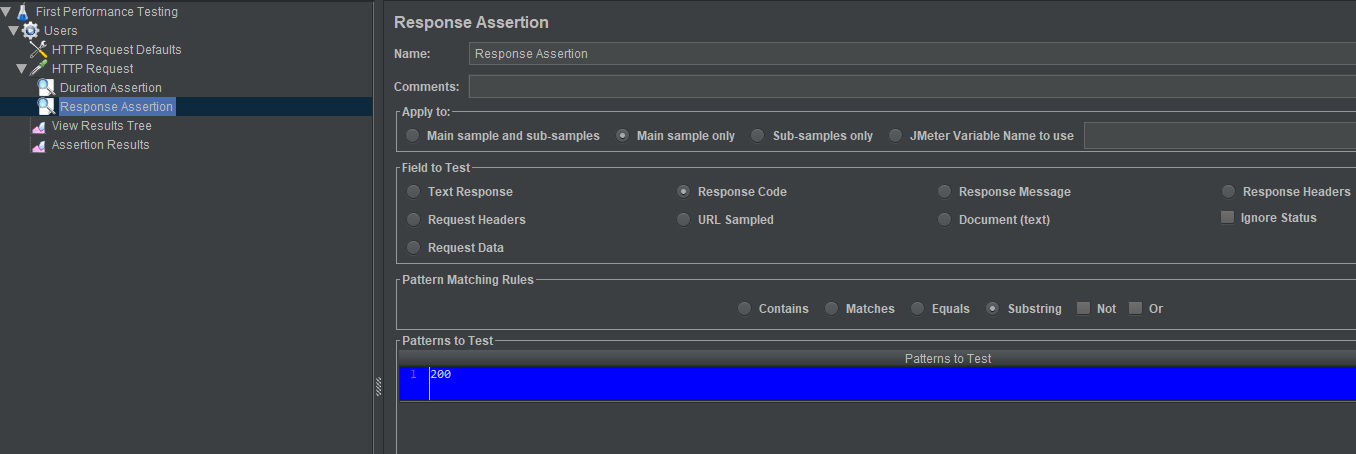 First Performance Testing
Users
HTTP Request Defaults
HTTP Request
Duration Assertion
Response Assertion
View Results Tree
Assertion Results
Response Assertion
Name: Response Assertion
Comments:
Apply to:
Main sample and sub-samples Main sample only Sub-samples only JMeter Variable Name to use
Field to Test
Text Response Response Code Response Message Response Headers
Request Headers URL Sampled Document (text) Ignore Status
Request Data
Pattern Matching Rules
Contains Matches Equals Substring Not Or
Patterns to Test
Patterns to Test
1 200